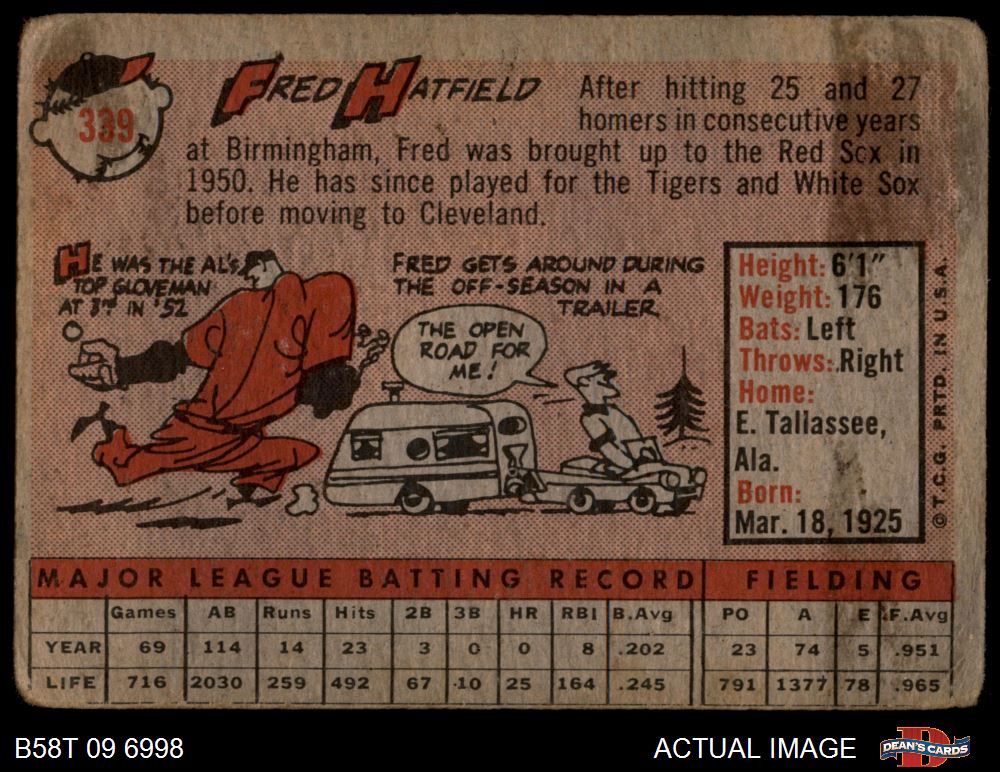 339
FRED HATFIELD
After hitting 25 and 27
homers in consecutive years
at Birmingham, Fred was brought up to the Red Sox in
1950. He has since played for the Tigers and White Sox
before moving to Cleveland.
HE WAS THE AL'S
TOP GLOVEMAN
AT 3RD IN '52
FRED GETS AROUND DURING
THE OFF-SEASON IN A
TRAILER.
THE OPEN
ROAD FOR
ME!
Height: 6'1"
Weight: 176
Bats: Left
Throws: Right
Home:
E. Tallassee,
Ala.
Born:
Mar. 18, 1925
© T.C.G. PRTD. IN U.S.A.
MAJOR LEAGUE BATTING RECORD FIELDING
Games AB Runs Hits 2B 3B HR RBI B.Avg PO A E F.Avg
YEAR 69 114 14 23 3 0 0 8 .202 23 74 5 .951
LIFE 716 2030 259 492 67 10 25 164 .245 791 1377 78 .965
B58T 09 6998
ACTUAL IMAGE
DEAN'S CARDS